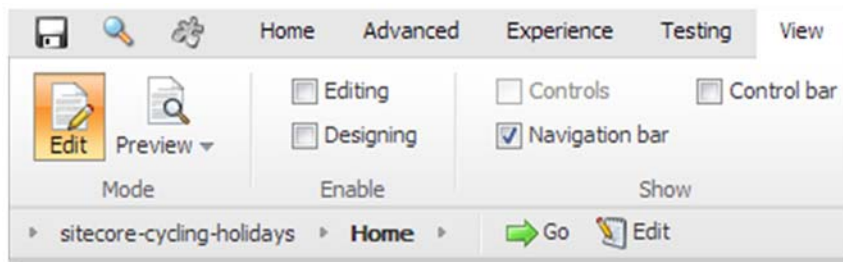 Home Advanced Experience Testing View
Editing Controls Control bar
Designing Navigation bar
Edit Preview
Mode Enable Show
sitecore-cycling-holidays Home Go Edit